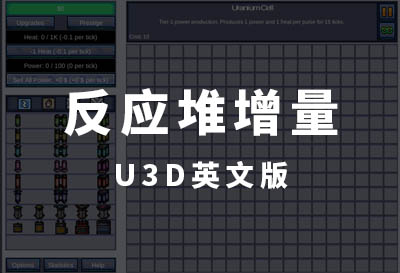 $0
Uranium Cell
Upgrades
Prestige
Tier 1 power production. Produces 1 power and 1 heat per pulse for 15 ticks.
Heat: 0 / 1K (-0.1 per tick)
Cost: 10
-1 Heat (-0.1 per tick)
Power: 0 / 100 (0 per tick)
Sell All Power: +0 $ (+0 $ per tick)
反应堆增量
U3D英文版
Options
Statistics
Help